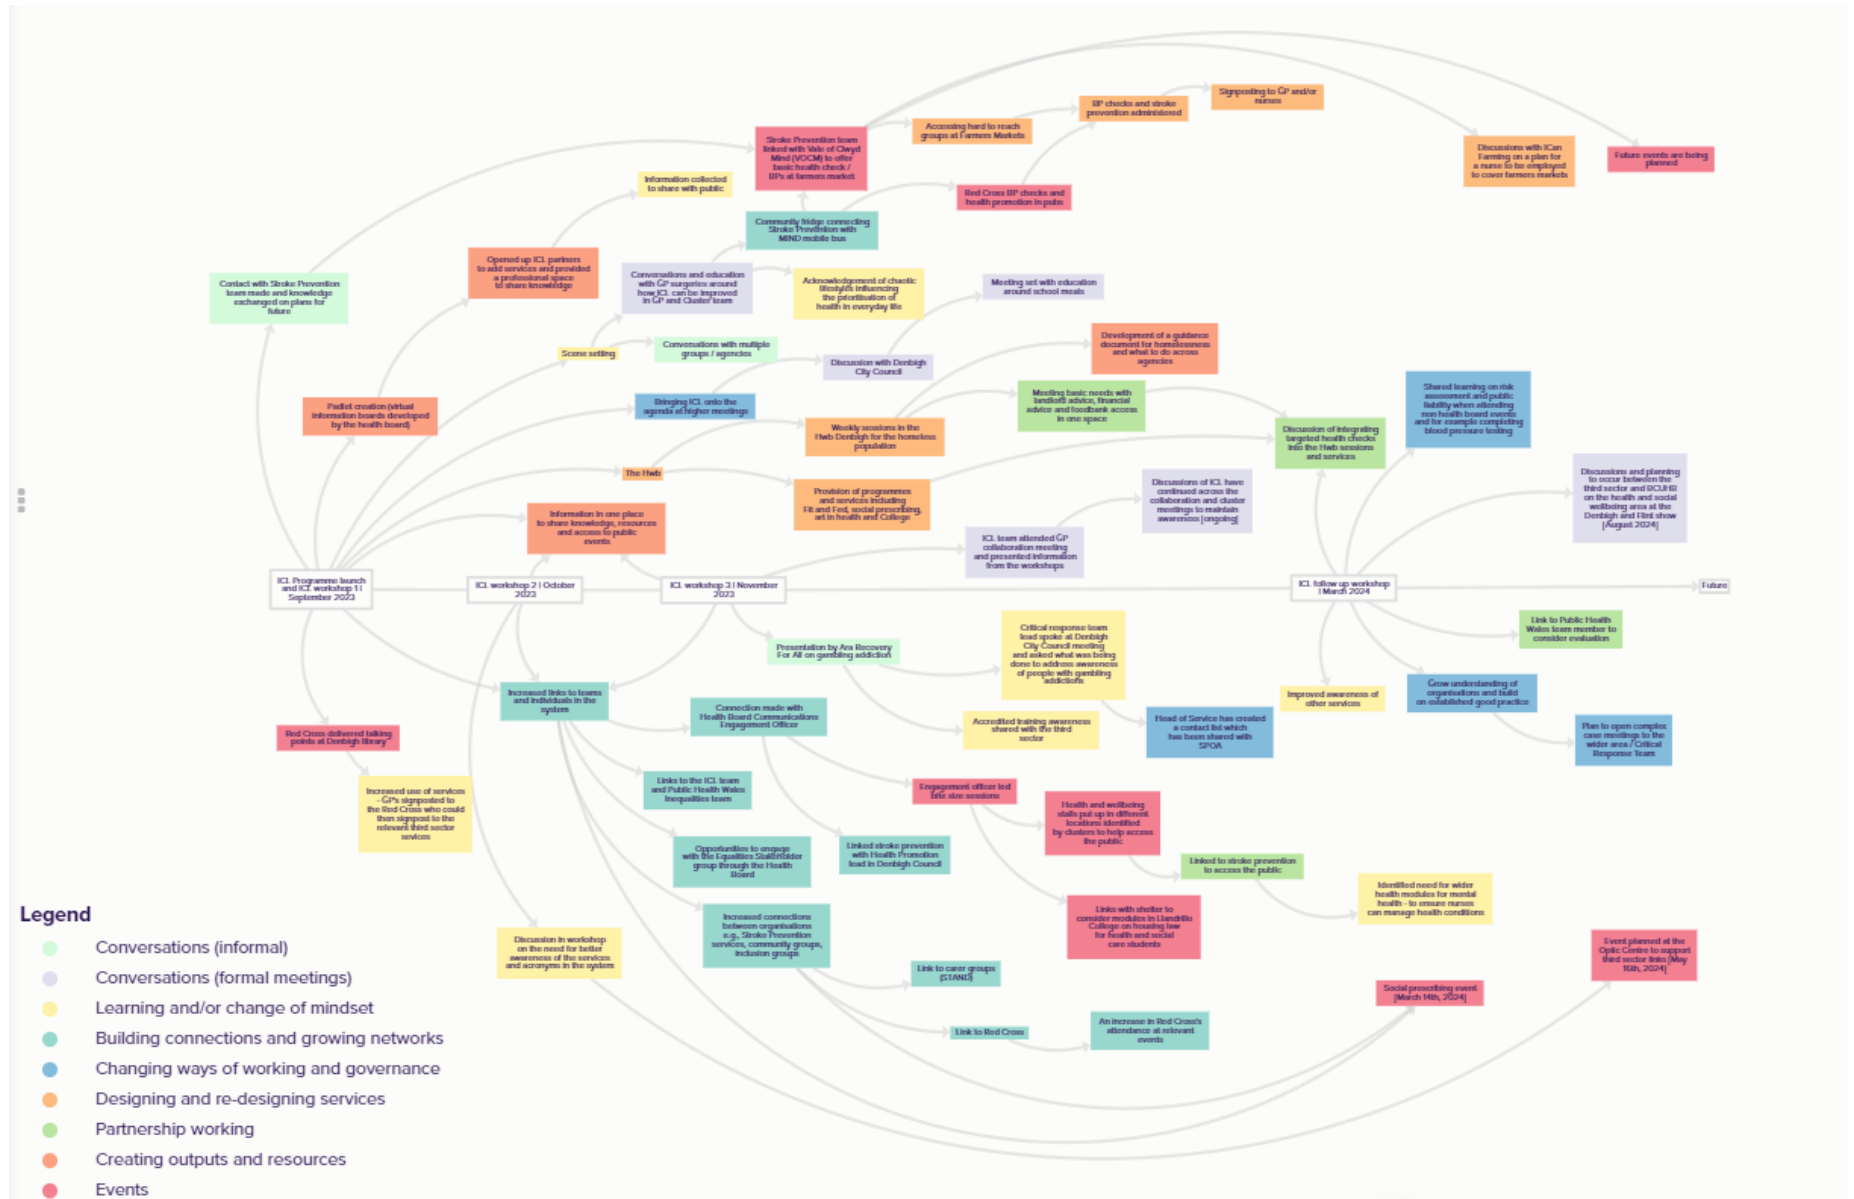 Signposting to GP and/or
nurses
BP checks and stroke
prevention administered
Accessing hard to reach
groups at Farmers Markets
Stroke Prevention team
linked with Vale of Clwyd
Mind (VOCM) to offer
basic health check /
BPs at farmers market
Discussions with ICan
Farming on a plan for
a nurse to be employed
to cover farmers markets
Future events are being
planned
Information collected
to share with public
Red Cross BP checks and
health promotion in pubs
Community fridge connecting
Stroke Prevention with
MIND mobile bus
Opened up ICL partners
to add services and provided
a professional space
to share knowledge
Contact with Stroke Prevention
team made and knowledge
exchanged on plans for
future
Conversations and education
with GP surgeries around
how ICL can be improved
in GP and Cluster team
Acknowledgement of chaotic
lifestyles influencing
the prioritisation of
health in everyday life
Meeting set with education
around school meals
Scene setting
Conversations with multiple
groups / agencies
Discussion with Denbigh
City Council
Development of a guidance
document for homelessness
and what to do across
agencies
Padlet creation (virtual
information boards developed
by the health board)
Bringing ICL onto the
agenda at higher meetings
Meeting basic needs with
landlord advice, financial
advice and foodbank access
in one space
Shared learning on risk
assessment and public
liability when attending
non health board events
and for example completing
blood pressure testing
Weekly sessions in the
Hwb Denbigh for the homeless
population
Discussion of integrating
targeted health checks
into the Hwb sessions
and services
The Hwb
Provision of programmes
and services including
Fit and Fed, social prescribing,
art in health and College
Discussions of ICL have
continued across the
collaboration and cluster
meetings to maintain
awareness [ongoing]
Discussions and planning
to occur between the
third sector and BCUHB
on the health and social
wellbeing area at the
Denbigh and Flint show
[August 2024]
Information in one place
to share knowledge, resources
and access to public
events
ICL team attended GP
collaboration meeting
and presented information
from the workshops
ICL Programme launch
and ICL workshop 1 |
September 2023
ICL workshop 2 | October
2023
ICL workshop 3 | November
2023
ICL follow up workshop
| March 2024
Future
Presentation by Ara Recovery
For All on gambling addiction
Critical response team
lead spoke at Denbigh
City Council meeting
and asked what was being
done to address awareness
of people with gambling
addictions
Link to Public Health
Wales team member to
consider evaluation
Increased links to teams
and individuals in the
system
Improved awareness of
other services
Grow understanding of
organisations and build
on established good practice
Connection made with
Health Board Communications
Engagement Officer
Accredited training awareness
shared with the third
sector
Head of Service has created
a contact list which
has been shared with
SPOA
Plan to open complex
case meetings to the
wider area / Critical
Response Team
Red Cross delivered talking
points at Denbigh library
Increased use of services
- GP's signposted to
the Red Cross who could
then signpost to the
relevant third sector
sevices
Links to the ICL team
and Public Health Wales
Inequalities team
Engagement officer led
bite size sessions
Health and wellbeing
stalls put up in different
locations identified
by clusters to help access
the public
Opportunities to engage
with the Equalities Stakeholder
group through the Health
Board
Linked stroke prevention
with Health Promotion
lead in Denbigh Council
Linked to stroke prevention
to access the public
Identified need for wider
health modules for mental
health - to ensure nurses
can manage health conditions
Increased connections
between organisations
e.g., Stroke Prevention
services, community groups,
inclusion groups
Links with shelter to
consider modules in Llandrillo
College on housing law
for health and social
care students
Discussion in workshop
on the need for better
awareness of the services
and acronyms in the system
Link to carer groups
(STAND)
Event planned at the
Optic Centre to support
third sector links [May
16th, 2024]
Social prescribing event
[March 14th, 2024]
Link to Red Cross
An increase in Red Cross's
attendance at relevant
events
Legend
Conversations (informal)
Conversations (formal meetings)
Learning and/or change of mindset
Building connections and growing networks
Changing ways of working and governance
Designing and re-designing services
Partnership working
Creating outputs and resources
Events